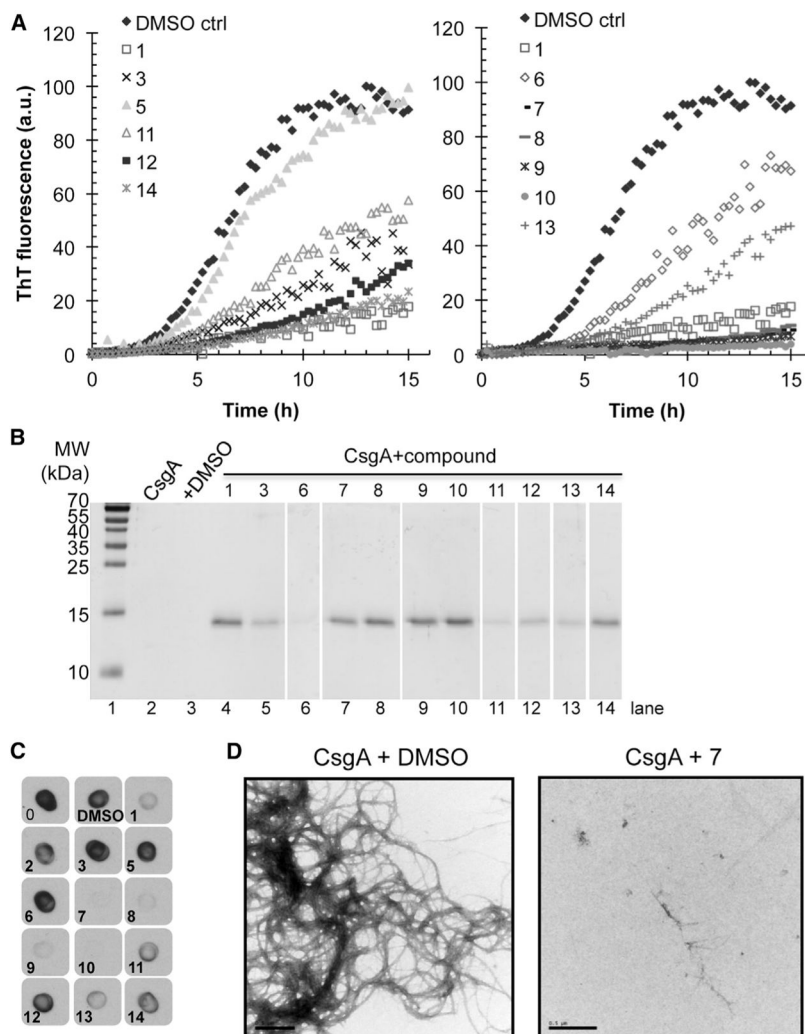 A
DMSO ctrl
1
3
5
11
12
14
DMSO ctrl
1
6
7
8
9
10
13
ThT fluorescence (a.u.)
120
100
80
60
40
20
0
0 5 10 15
Time (h)
120
100
80
60
40
20
0
0 5 10 15
Time (h)
B
MW
(kDa)
CsgA
+DMSO
CsgA+compound
1 3 6 7 8 9 10 11 12 13 14
70
55
40
35
25
15
10
1 2 3 4 5 6 7 8 9 10 11 12 13 14 lane
C
0 DMSO 1
2 3 5
6 7 8
9 10 11
12 13 14
D
CsgA + DMSO
CsgA + 7
0.1 µm